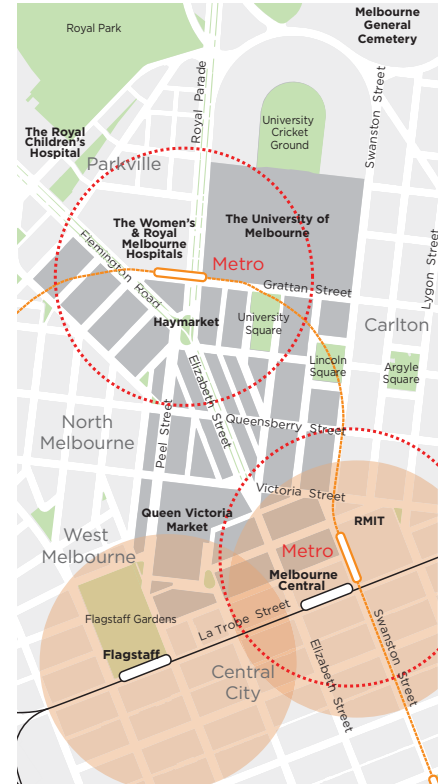 Melbourne
General
Cemetery
Royal Park
Royal Parade
Swanston Street
University
Cricket
Ground
The Royal
Children's
Hospital
Parkville
The Women's
& Royal
Melbourne
Hospitals
The University of
Melbourne
Lygon Street
Flemington Road
Metro
Grattan Street
Haymarket
University
Square
Carlton
Elizabeth Street
Lincoln
Square
Argyle
Square
Peel Street
North
Melbourne
Queensberry Street
Victoria Street
Queen Victoria
Market
RMIT
West
Melbourne
Metro
Melbourne
Central
Flagstaff Gardens
La Trobe Street
Swanston Street
Elizabeth Street
Flagstaff
Central
City